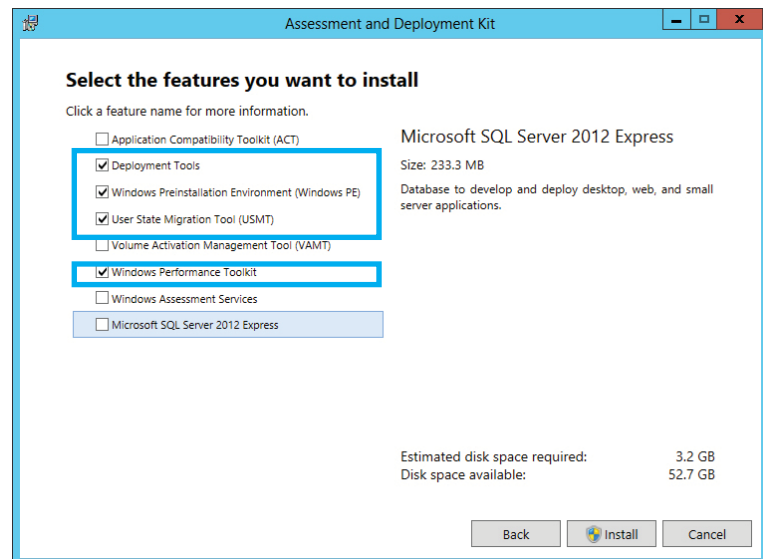 Assessment and Deployment Kit
Select the features you want to install
Click a feature name for more information.
Application Compatibility Toolkit (ACT)
Deployment Tools
Windows Preinstallation Environment (Windows PE)
User State Migration Tool (USMT)
Volume Activation Management Tool (VAMT)
Windows Performance Toolkit
Windows Assessment Services
Microsoft SQL Server 2012 Express
Microsoft SQL Server 2012 Express
Size: 233.3 MB
Database to develop and deploy desktop, web, and small
server applications.
Estimated disk space required: 3.2 GB
Disk space available: 52.7 GB
Back Install Cancel